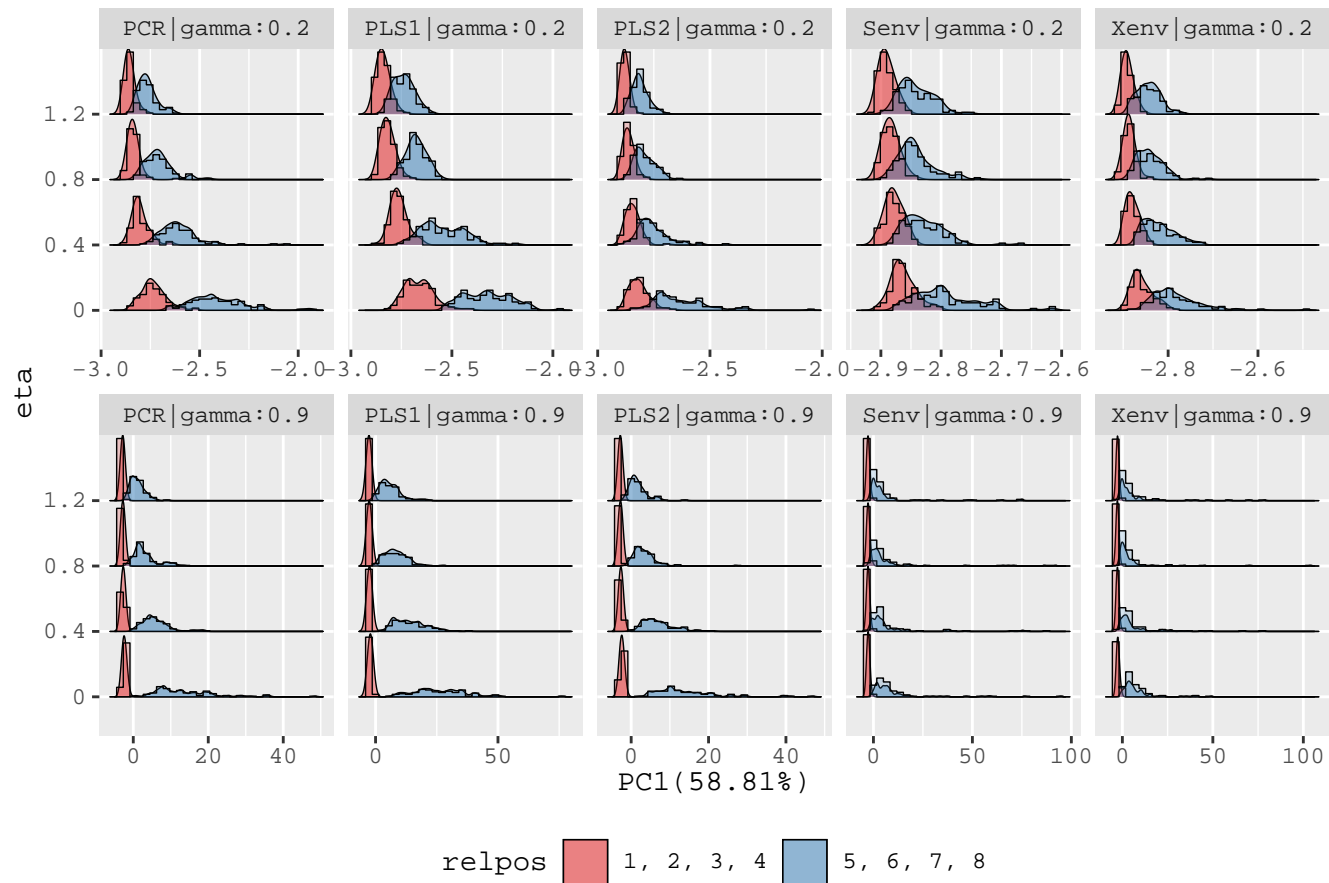 PCR|gamma:0.2 PLS1|gamma:0.2 PLS2|gamma:0.2 Senv|gamma:0.2 Xenv|gamma:0.2
1.2
0.8
0.4
0
-3.0 -2.5 -2.0 -3.0 -2.5 -2.0 -3.0 -2.5 -2.0 -2.9 -2.8 -2.7 -2.6 -2.8 -2.6
eta
PCR|gamma:0.9 PLS1|gamma:0.9 PLS2|gamma:0.9 Senv|gamma:0.9 Xenv|gamma:0.9
1.2
0.8
0.4
0
0 20 40 0 50 0 20 40 0 50 100 0 50 100
PC1(58.81%)
relpos 1, 2, 3, 4 5, 6, 7, 8